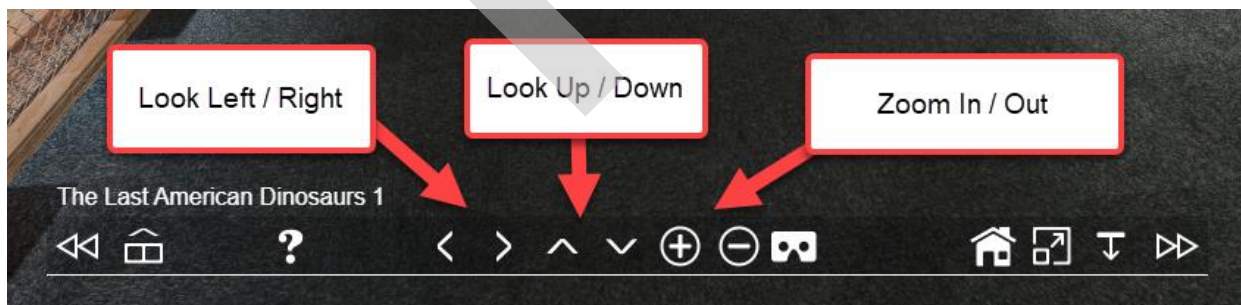 Look Left / Right
Look Up / Down
Zoom In / Out
The Last American Dinosaurs 1
?